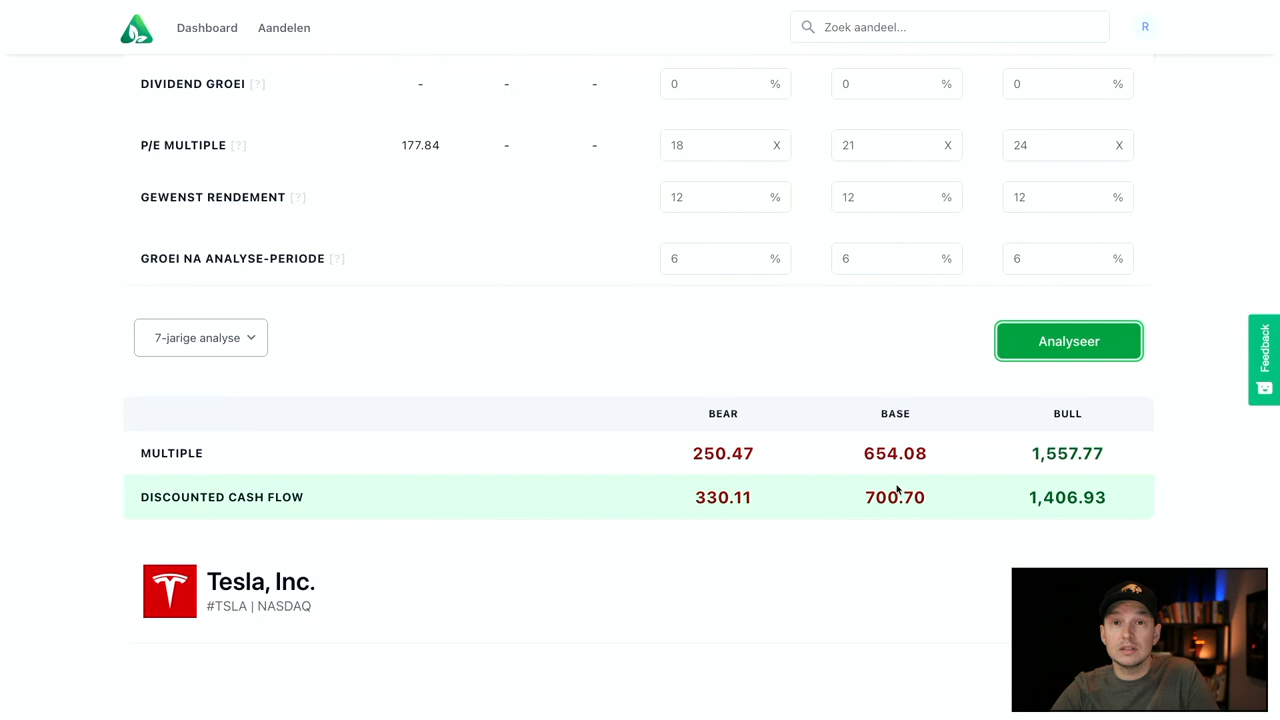 Dashboard Aandelen Zoek aandeel... R
DIVIDEND GROEI [?] - - - 0 % 0 % 0 %
P/E MULTIPLE [?] 177.84 - - 18 X 21 X 24 X
GEWENST RENDEMENT [?] 12 % 12 % 12 %
GROEI NA ANALYSE-PERIODE [?] 6 % 6 % 6 %
7-jarige analyse Analyseer
Feedback
BEAR BASE BULL
MULTIPLE 250.47 654.08 1,557.77
DISCOUNTED CASH FLOW 330.11 700.70 1,406.93
Tesla, Inc.
#TSLA | NASDAQ